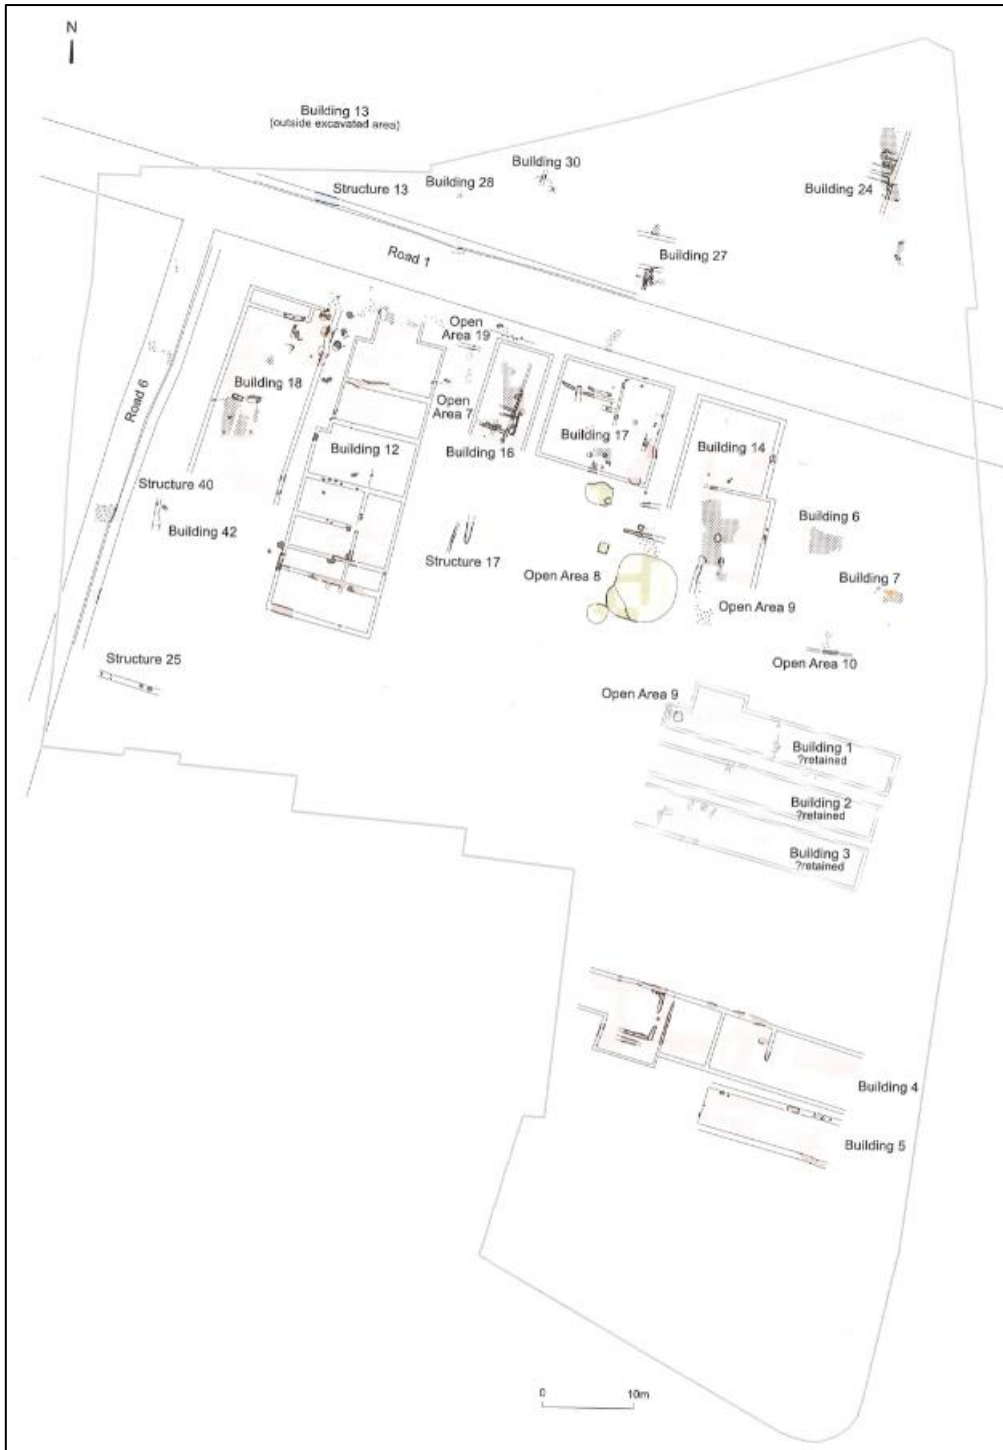 N
Building 13
(outside excavated area)
Building 30
Structure 13
Building 28
Building 24
Road 1
Building 27
Open
Area 19
Road 6
Building 18
Open
Area 7
Building 12
Building 16
Building 17
Building 14
Structure 40
Building 42
Structure 17
Building 6
Open Area 8
Building 7
Open Area 9
Structure 25
Open Area 10
Open Area 9
Building 1
?retained
Building 2
?retained
Building 3
?retained
Building 4
Building 5
0
10m